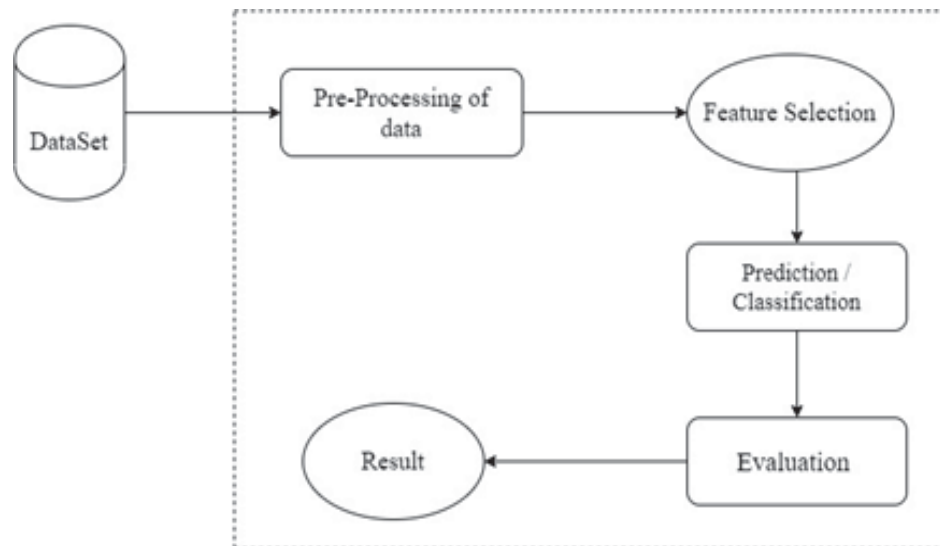 DataSet
Pre-Processing of
data
Feature Selection
Prediction /
Classification
Evaluation
Result